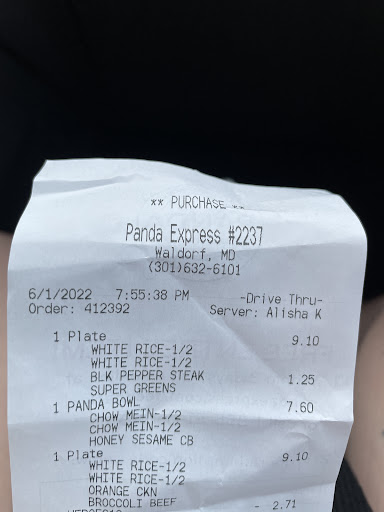 ** PURCHASE **
Panda Express #2237
Waldorf, MD
(301)632-6101
6/1/2022 7:55:38 PM -Drive Thru-
Order: 412392 Server: Alisha K
1 Plate 9.10
WHITE RICE-1/2
WHITE RICE-1/2
BLK PEPPER STEAK 1.25
SUPER GREENS
1 PANDA BOWL 7.60
CHOW MEIN-1/2
CHOW MEIN-1/2
HONEY SESAME CB
1 Plate 9.10
WHITE RICE-1/2
WHITE RICE-1/2
ORANGE CKN
BROCCOLI BEEF
- 2.71